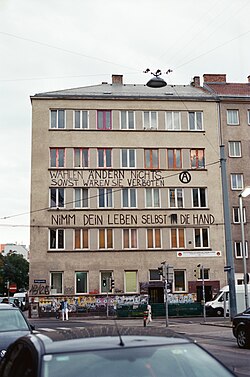 WAHLEN ÄNDERN NICHTS
SONST WÄREN SIE VERBOTEN
NIMM DEIN LEBEN SELBST IN DIE HAND